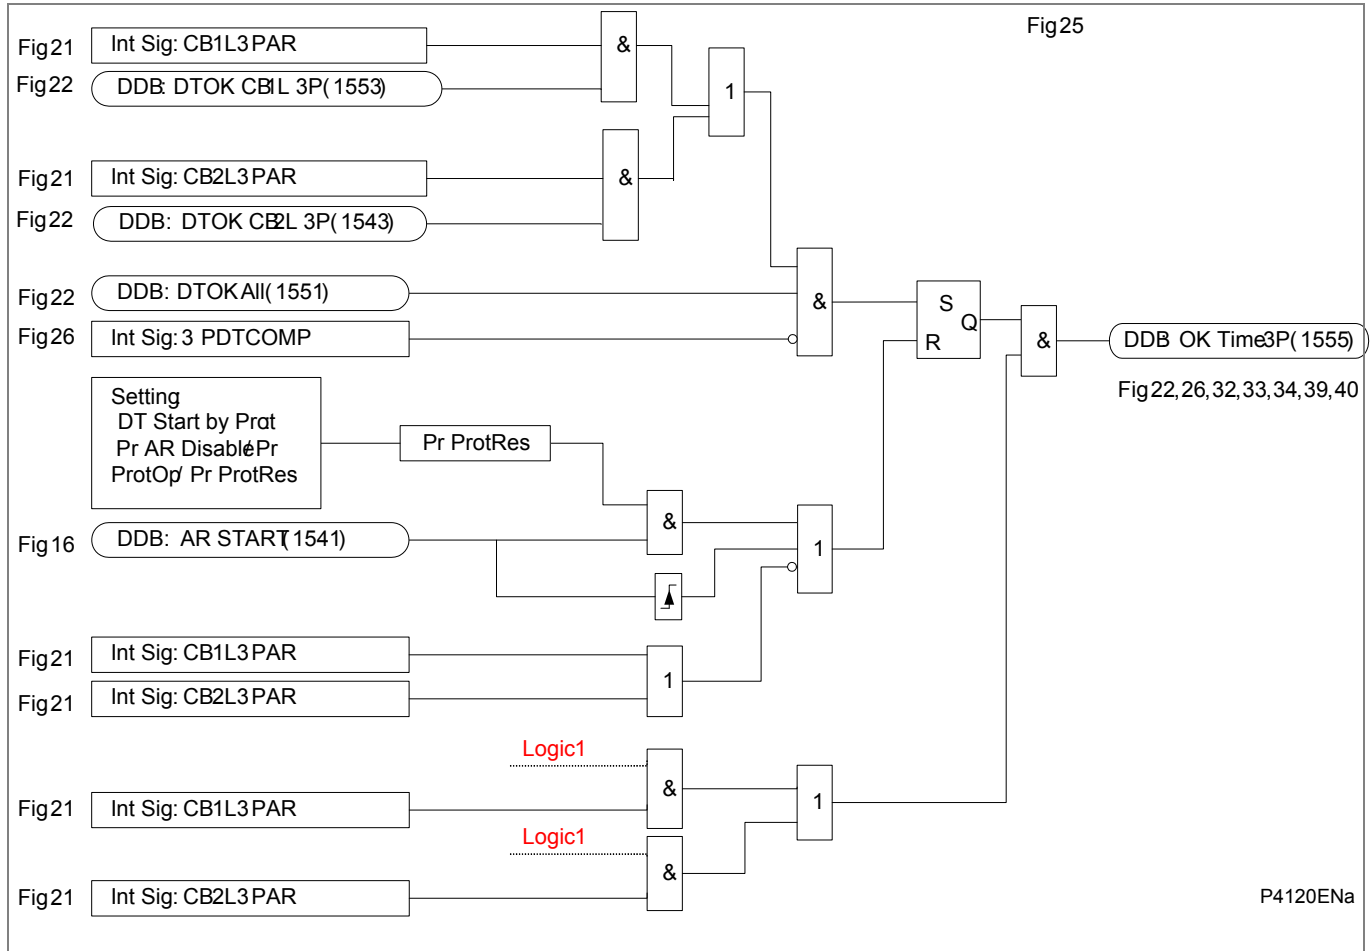 Fig25
Fig21 Int Sig: CB1L3PAR
&
Fig22 DDB: DTOK CB1L 3P(1553)
1
Fig21 Int Sig: CB2L3PAR
&
Fig22 DDB: DTOK CB2L 3P(1543)
Fig22 DDB: DTOKAll(1551)
&
Fig26 Int Sig: 3 PDTCOMP
S
Q
R
&
DDB OK Time3P(1555)
Fig22,26,32,33,34,39,40
Setting
DT Start by Prot
Pr AR Disable/Pr
ProtOp/ Pr ProtRes
Pr ProtRes
&
Fig16 DDB: AR START(1541)
1
Fig21 Int Sig: CB1L3PAR
1
Fig21 Int Sig: CB2L3PAR
Logic1
&
Fig21 Int Sig: CB1L3PAR
1
Logic1
&
Fig21 Int Sig: CB2L3PAR
P4120ENa